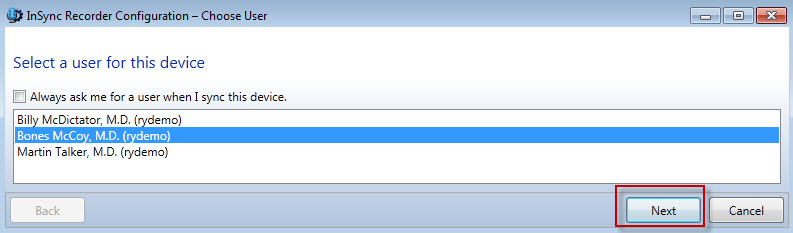 InSync Recorder Configuration – Choose User
Select a user for this device
Always ask me for a user when I sync this device.
Billy McDictator, M.D. (rydemo)
Bones McCoy, M.D. (rydemo)
Martin Talker, M.D. (rydemo)
Back Next Cancel